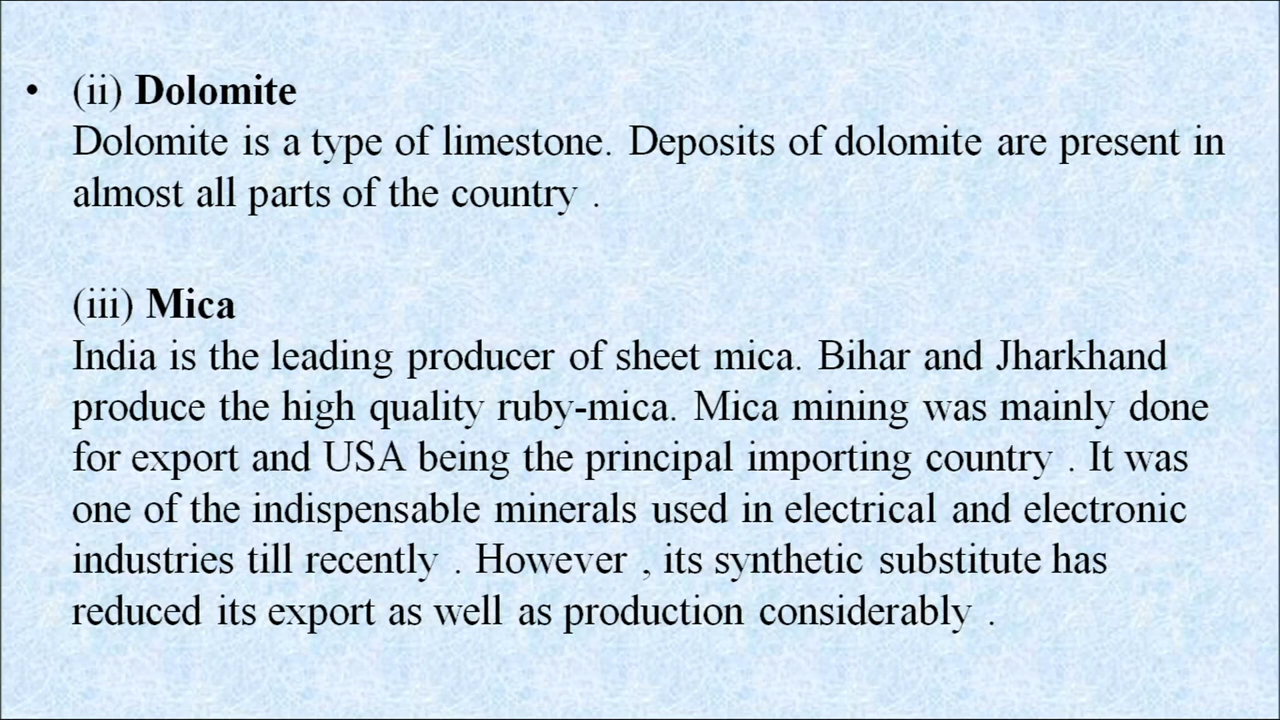 • (ii) Dolomite
Dolomite is a type of limestone. Deposits of dolomite are present in
almost all parts of the country .
(iii) Mica
India is the leading producer of sheet mica. Bihar and Jharkhand
produce the high quality ruby-mica. Mica mining was mainly done
for export and USA being the principal importing country . It was
one of the indispensable minerals used in electrical and electronic
industries till recently . However , its synthetic substitute has
reduced its export as well as production considerably .